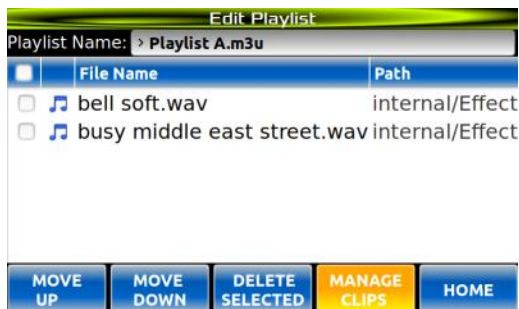 Edit Playlist
Playlist Name: > Playlist A.m3u
File Name Path
bell soft.wav internal/Effect
busy middle east street.wav internal/Effect
MOVE UP MOVE DOWN DELETE SELECTED MANAGE CLIPS HOME